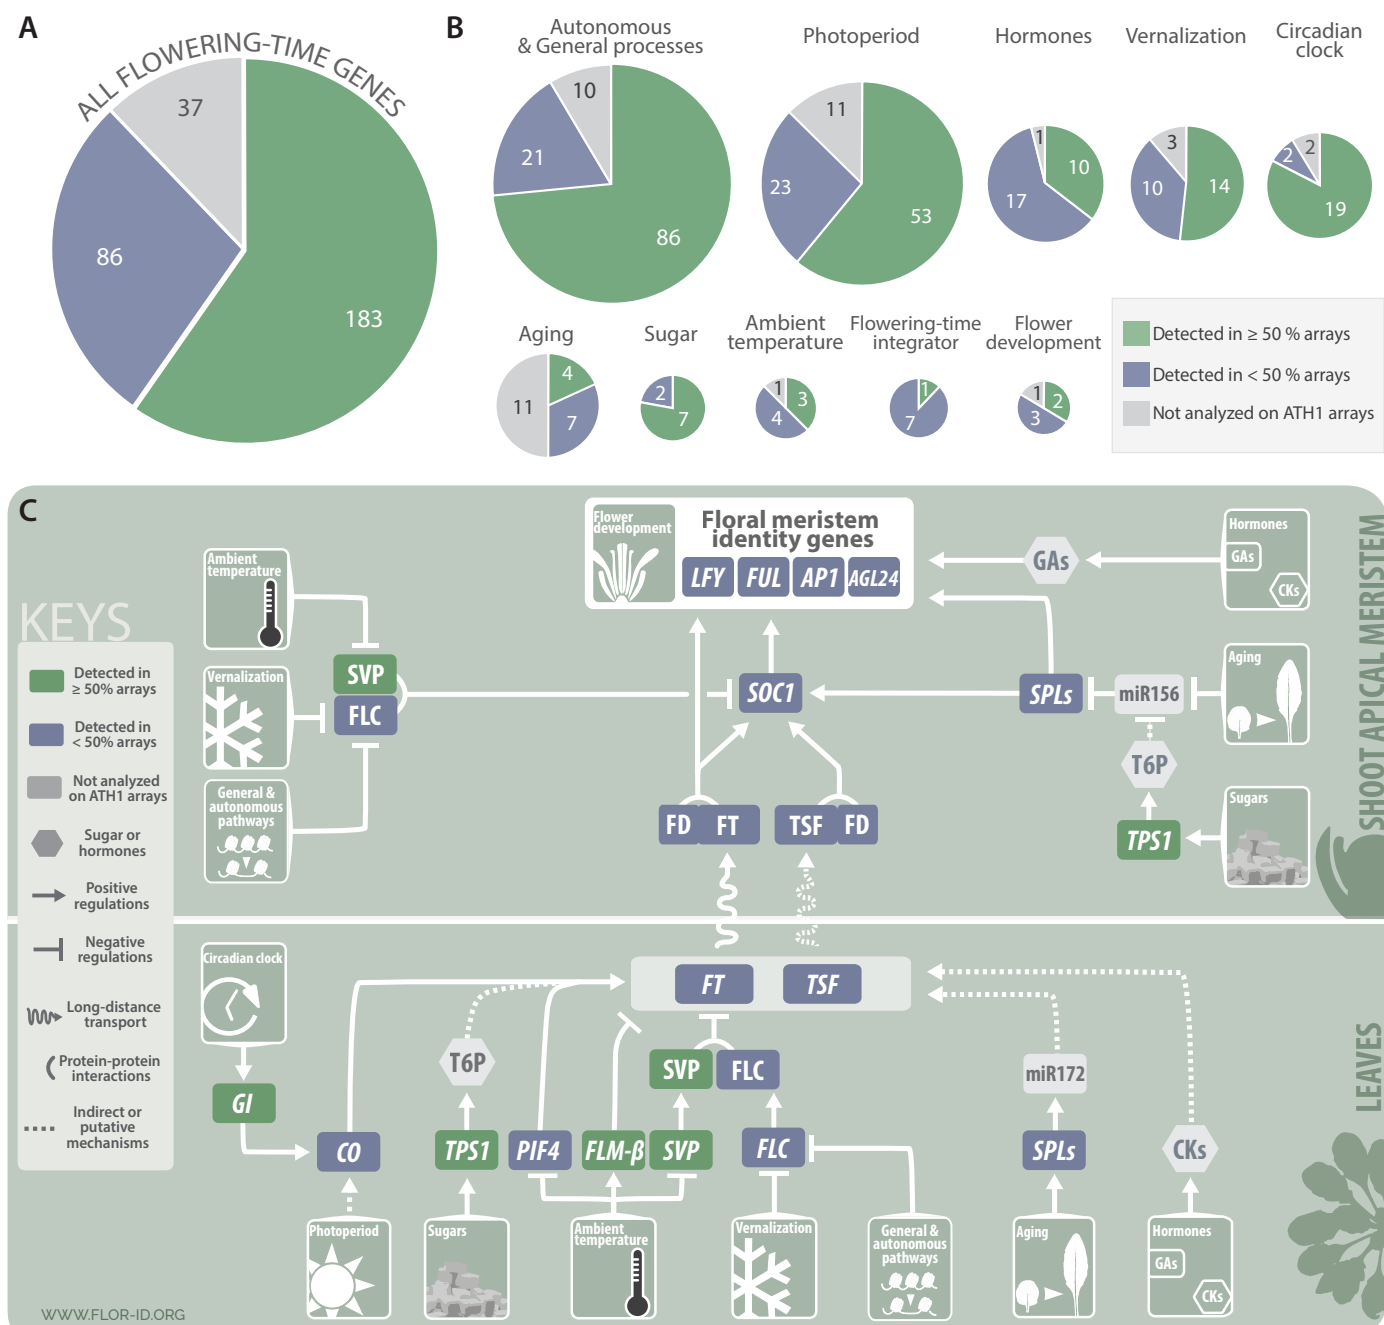 A
ALL FLOWERING-TIME GENES
37
86
183
B
Autonomous
& General processes
10
21
86
Photoperiod
11
23
53
Hormones
1
10
17
Vernalization
3
10
14
Circadian
clock
2
2
19
Aging
4
11
7
Sugar
2
7
Ambient
temperature
1
3
4
Flowering-time
integrator
1
7
Flower
development
1
2
3
Detected in ≥ 50 % arrays
Detected in < 50 % arrays
Not analyzed on ATH1 arrays
C
KEYS
Detected in
≥ 50% arrays
Detected in
< 50% arrays
Not analyzed
on ATH1 arrays
Sugar or
hormones
Positive
regulations
Negative
regulations
Long-distance
transport
Protein-protein
interactions
Indirect or
putative
mechanisms
SHOOT APICAL MERISTEM
Flower
development
Floral meristem
identity genes
LFY FUL AP1 AGL24
GAs
Hormones
GAs
CKs
Ambient
temperature
SVP
FLC
Vernalization
General &
autonomous
pathways
SOC1
SPLs
miR156
Aging
T6P
TPS1
Sugars
FD FT
TSF FD
LEAVES
FT TSF
Circadian clock
GI
CO
Photoperiod
T6P
TPS1
Sugars
PIF4
FLM-β
SVP
SVP FLC
FLC
Ambient
temperature
Vernalization
General &
autonomous
pathways
miR172
SPLs
Aging
CKs
Hormones
GAs
CKs
WWW.FLOR-ID.ORG